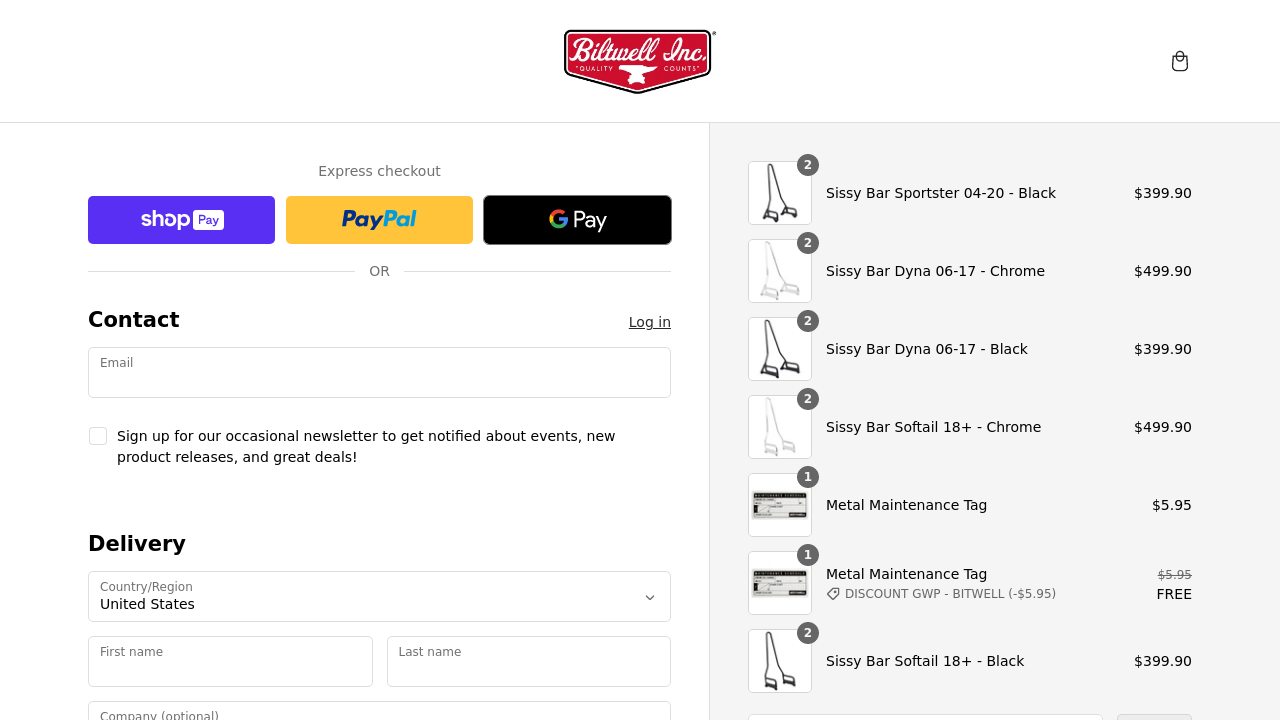 Biltwell Inc.
"QUALITY COUNTS"
Express checkout
shop Pay
PayPal
G Pay
OR
Contact
Log in
Email
Sign up for our occasional newsletter to get notified about events, new
product releases, and great deals!
Delivery
Country/Region
United States
First name
Last name
Company (optional)
2
Sissy Bar Sportster 04-20 - Black
$399.90
2
Sissy Bar Dyna 06-17 - Chrome
$499.90
2
Sissy Bar Dyna 06-17 - Black
$399.90
2
Sissy Bar Softail 18+ - Chrome
$499.90
1
MAINTENANCE SCHEDULE
Metal Maintenance Tag
$5.95
1
MAINTENANCE SCHEDULE
Metal Maintenance Tag
$5.95
DISCOUNT GWP - BITWELL (-$5.95)
FREE
2
Sissy Bar Softail 18+ - Black
$399.90